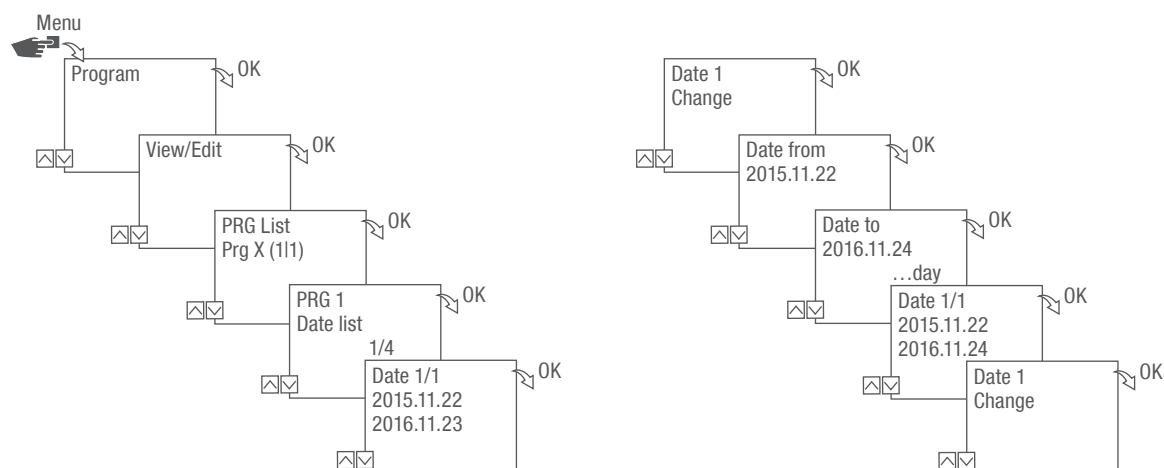 Menu
Program
OK
View/Edit
OK
PRG List
Prg X (1|1)
OK
PRG 1
Date list
OK
1/4
Date 1/1
2015.11.22
2016.11.23
OK
Date 1
Change
OK
Date from
2015.11.22
OK
Date to
2016.11.24
OK
…day
Date 1/1
2015.11.22
2016.11.24
OK
Date 1
Change
OK